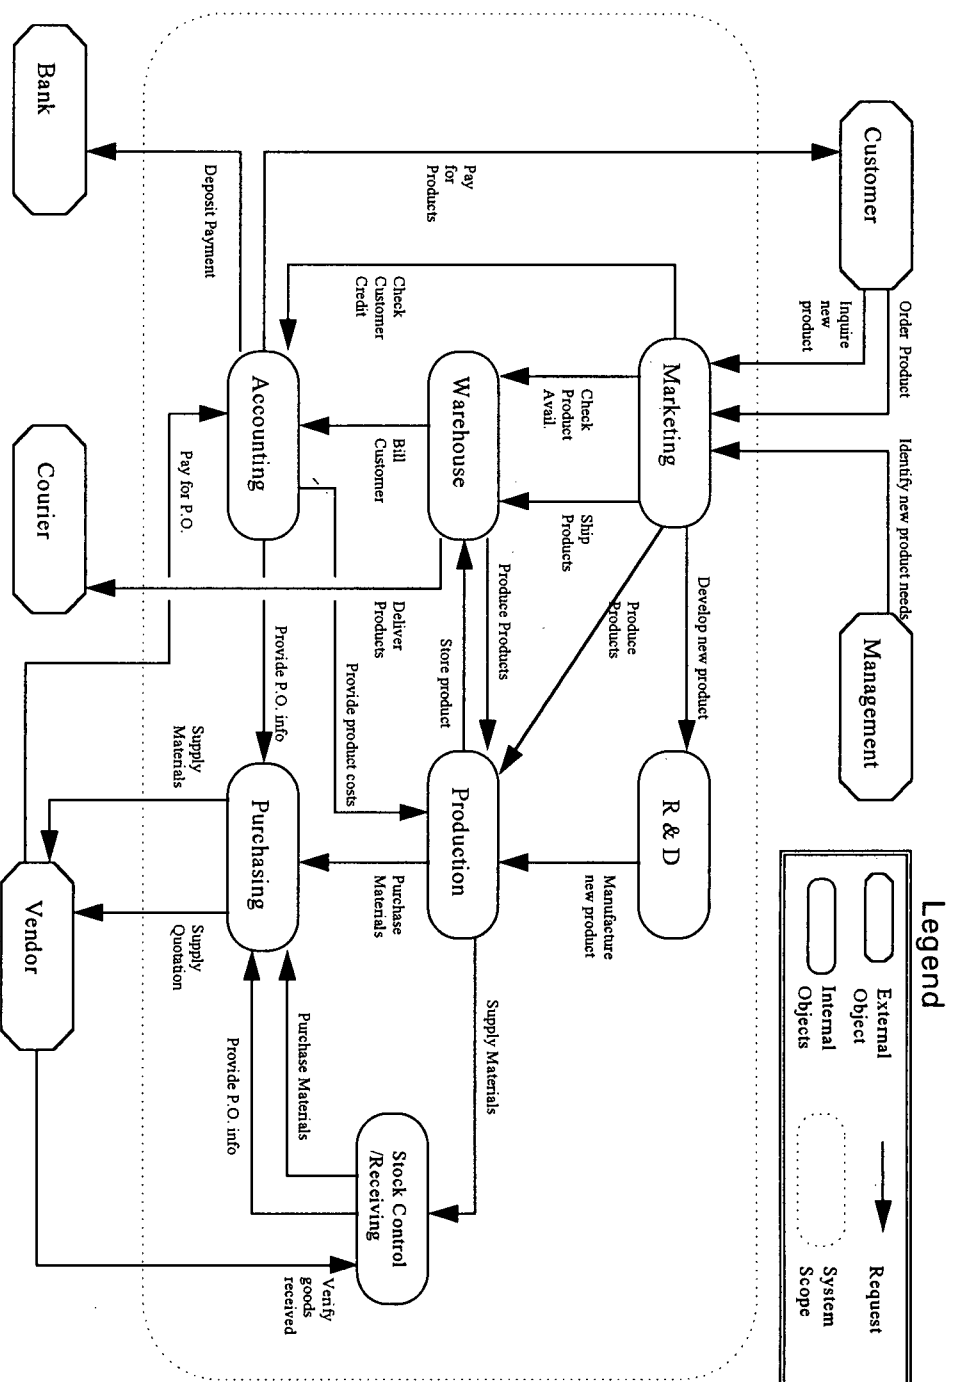 Legend
External
Object
Internal
Objects
Request
System
Scope
Customer
Order Product
Inquire
new
product
Identify new product needs
Management
Pay
for
Products
Check
Customer
Credit
Marketing
Check
Product
Avail.
Ship
Products
Develop new product
Produce
Products
R & D
Manufacture
new product
Warehouse
Produce Products
Store product
Production
Bill
Customer
Deliver
Products
Provide product costs
Purchase
Materials
Supply Materials
Stock Control
/Receiving
Accounting
Provide P.O. info
Purchasing
Purchase Materials
Provide P.O. info
Verify
goods
received
Deposit Payment
Pay for P.O.
Supply
Materials
Supply
Quotation
Bank
Courier
Vendor